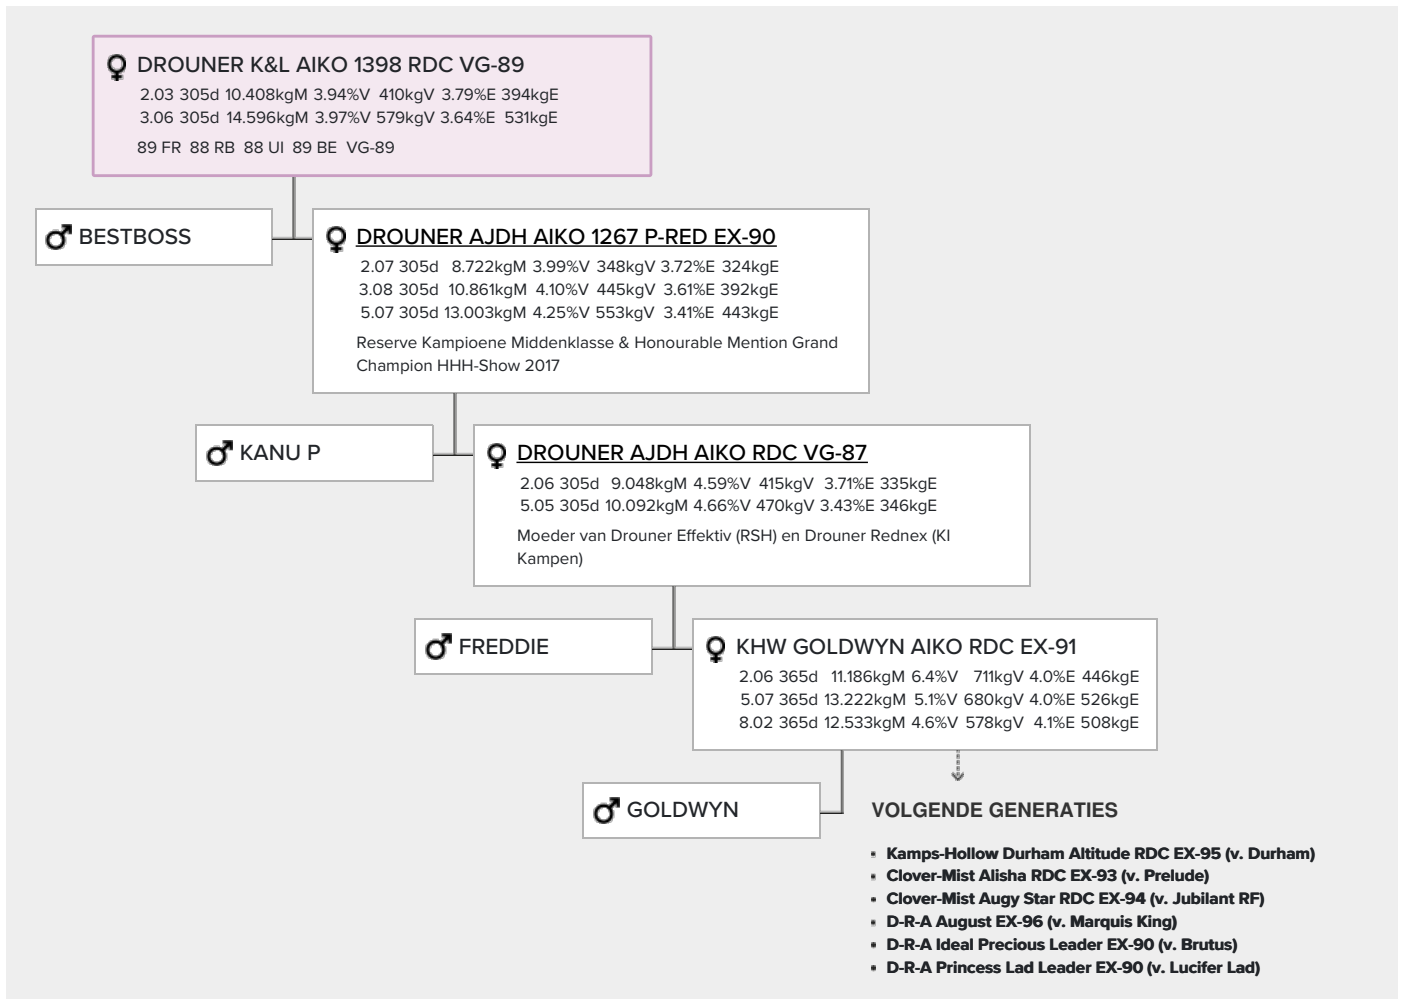 DROUNER K&L AIKO 1398 RDC VG-89
2.03 305d 10.408kgM 3.94%V 410kgV 3.79%E 394kgE
3.06 305d 14.596kgM 3.97%V 579kgV 3.64%E 531kgE
89 FR 88 RB 88 UI 89 BE VG-89
BESTBOSS
DROUNER AJDH AIKO 1267 P-RED EX-90
2.07 305d 8.722kgM 3.99%V 348kgV 3.72%E 324kgE
3.08 305d 10.861kgM 4.10%V 445kgV 3.61%E 392kgE
5.07 305d 13.003kgM 4.25%V 553kgV 3.41%E 443kgE
Reserve Kampioene Middenklasse & Honourable Mention Grand
Champion HHH-Show 2017
KANU P
DROUNER AJDH AIKO RDC VG-87
2.06 305d 9.048kgM 4.59%V 415kgV 3.71%E 335kgE
5.05 305d 10.092kgM 4.66%V 470kgV 3.43%E 346kgE
Moeder van Drouner Effektiv (RSH) en Drouner Rednex (KI
Kampen)
FREDDIE
KHW GOLDWYN AIKO RDC EX-91
2.06 365d 11.186kgM 6.4%V 711kgV 4.0%E 446kgE
5.07 365d 13.222kgM 5.1%V 680kgV 4.0%E 526kgE
8.02 365d 12.533kgM 4.6%V 578kgV 4.1%E 508kgE
GOLDWYN
VOLGENDE GENERATIES
▪ Kamps-Hollow Durham Altitude RDC EX-95 (v. Durham)
▪ Clover-Mist Alisha RDC EX-93 (v. Prelude)
▪ Clover-Mist Augy Star RDC EX-94 (v. Jubilant RF)
▪ D-R-A August EX-96 (v. Marquis King)
▪ D-R-A Ideal Precious Leader EX-90 (v. Brutus)
▪ D-R-A Princess Lad Leader EX-90 (v. Lucifer Lad)